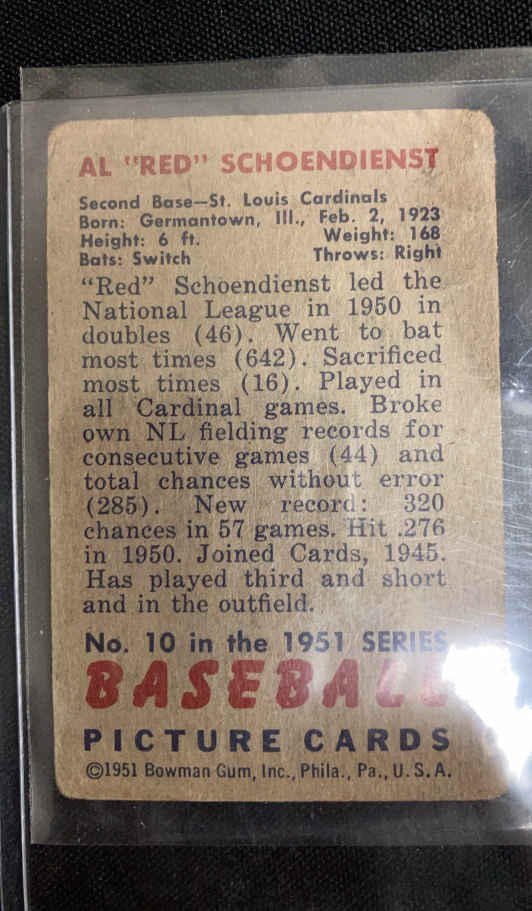 AL "RED" SCHOENDIENST
Second Base—St. Louis Cardinals
Born: Germantown, Ill., Feb. 2, 1923
Height: 6 ft. Weight: 168
Bats: Switch Throws: Right
"Red" Schoendienst led the
National League in 1950 in
doubles (46). Went to bat
most times (642). Sacrificed
most times (16). Played in
all Cardinal games. Broke
own NL fielding records for
consecutive games (44) and
total chances without error
(285). New record: 320
chances in 57 games. Hit .276
in 1950. Joined Cards, 1945.
Has played third and short
and in the outfield.
No. 10 in the 1951 SERIES
BASEBALL
PICTURE CARDS
©1951 Bowman Gum, Inc., Phila., Pa., U. S. A.